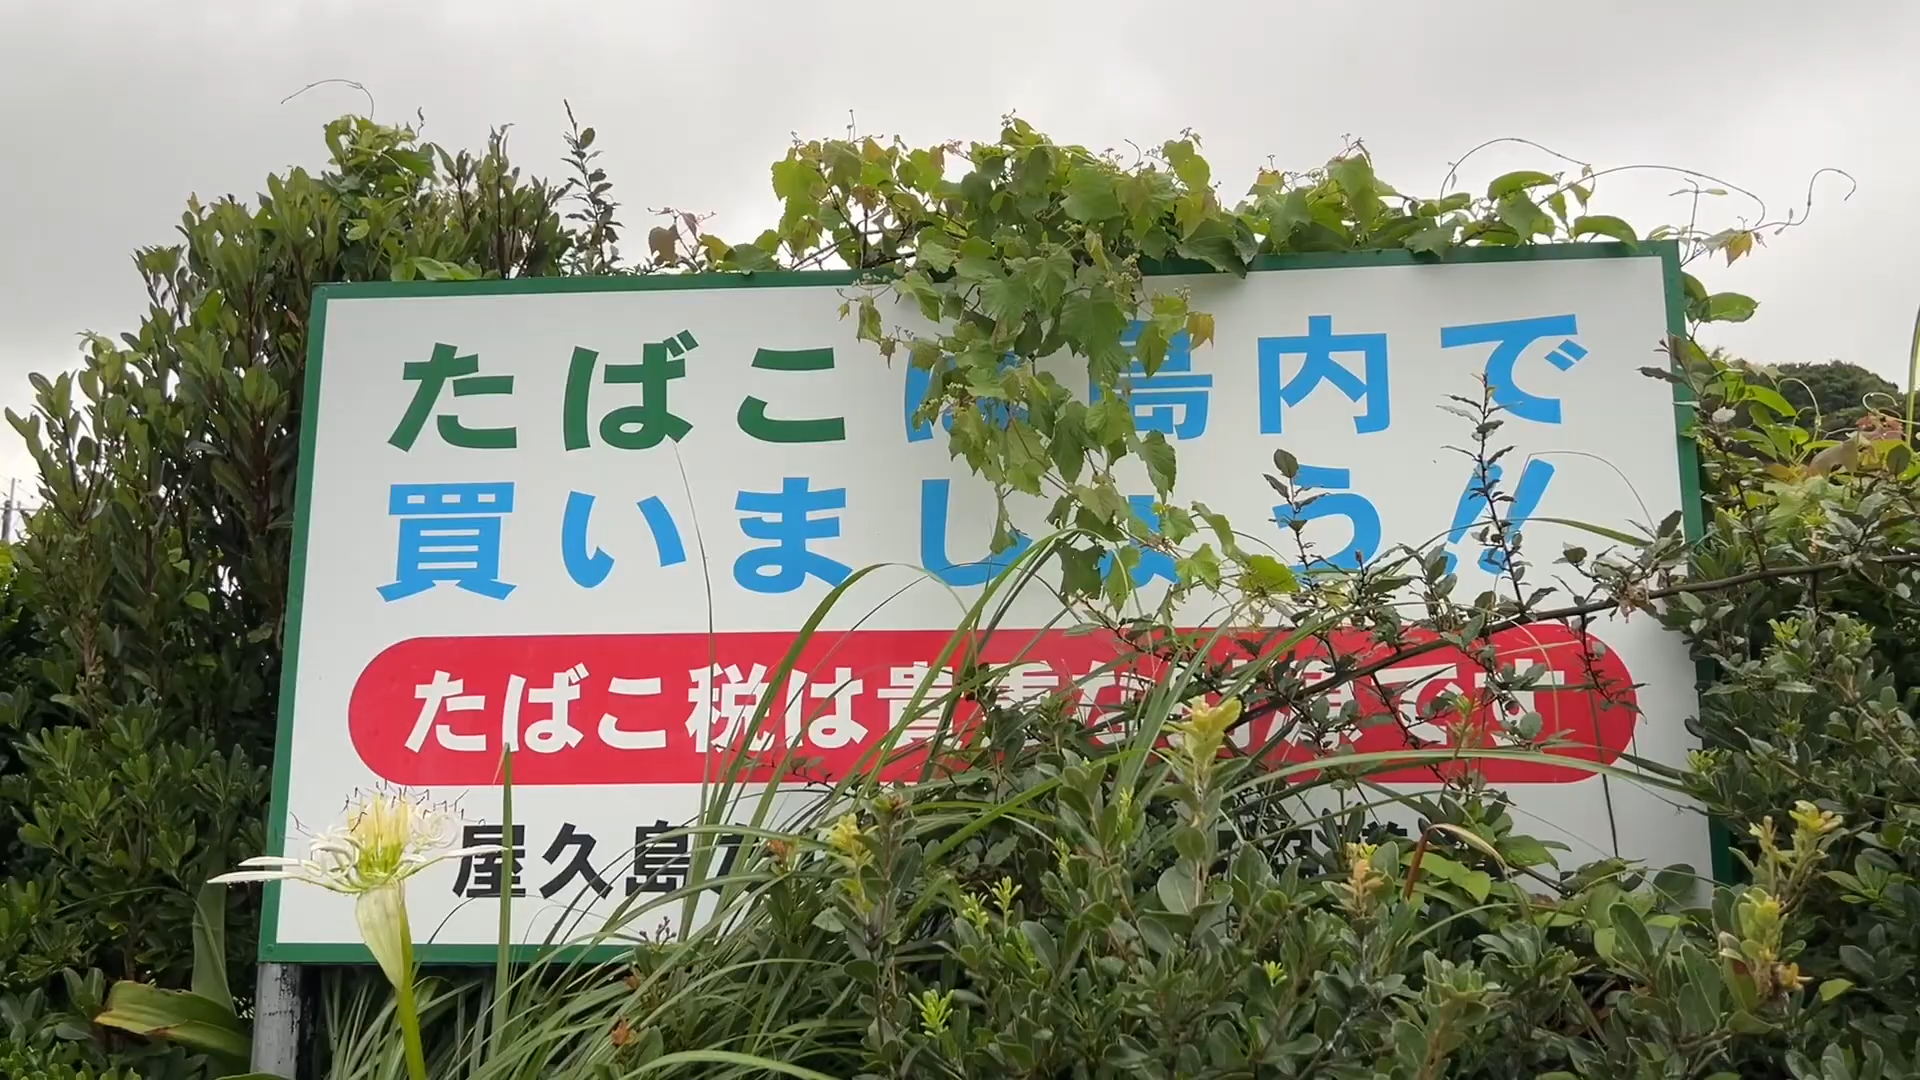 たばこは島内で
買いましょう!!
たばこ税は貴重な財源です
屋久島